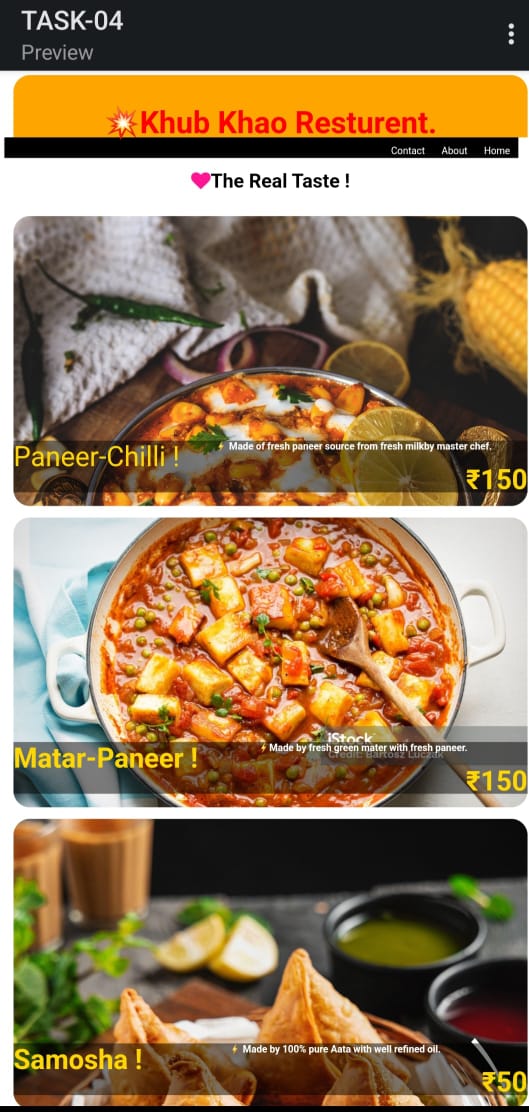 TASK-04
Preview
💥Khub Khao Resturent.
Contact About Home
💗The Real Taste !
⚡ Made of fresh paneer source from fresh milkby master chef.
Paneer-Chilli !
₹150
iStock
⚡Made by fresh green mater with fresh paneer.
Credit: Bartosz Luczak
Matar-Paneer !
₹150
⚡ Made by 100% pure Aata with well refined oil.
Samosha !
₹50